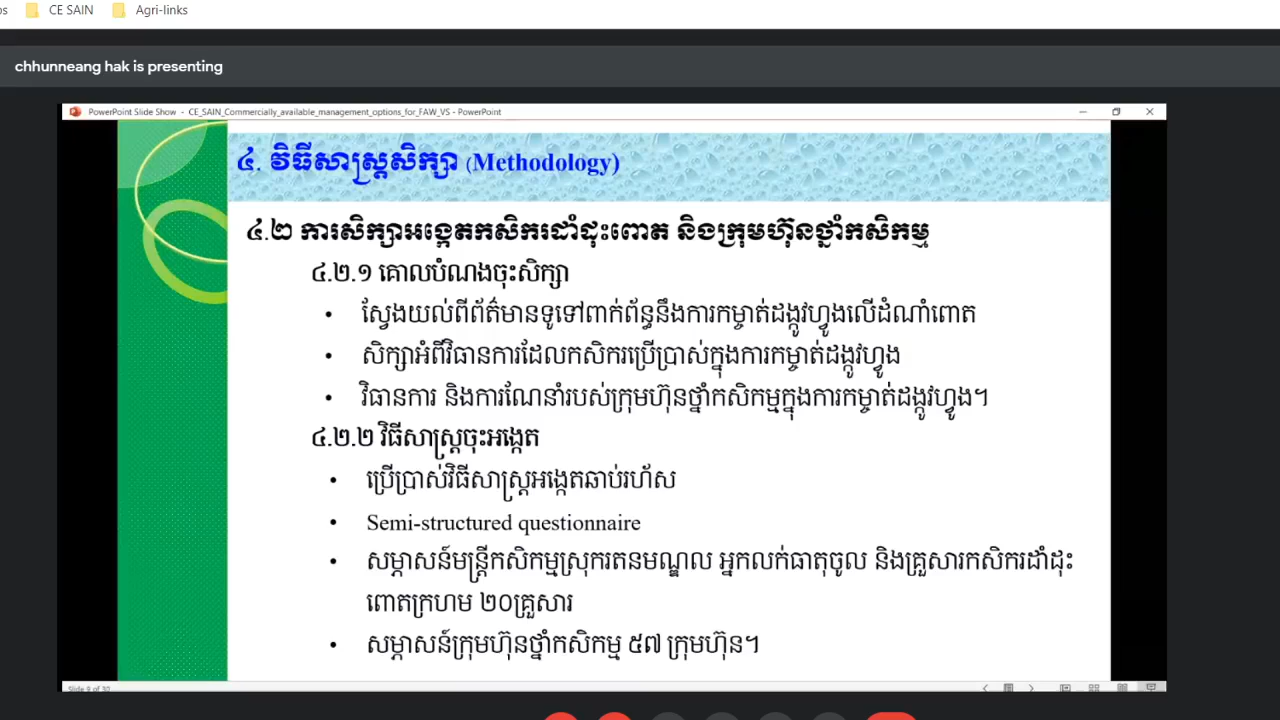 CE SAIN
Agri-links
chhunneang hak is presenting
PowerPoint Slide Show - CE_SAIN_Commercially_available_management_options_for_FAW_VS - PowerPoint
៤. វិធីសាស្ត្រសិក្សា (Methodology)
៤.២ ការសិក្សាអង្កេតកសិករដាំដុះពោត និងក្រុមហ៊ុនថ្នាំកសិកម្ម
៤.២.១ គោលបំណងចុះសិក្សា
• ស្វែងយល់ពីព័ត៌មានទូទៅពាក់ព័ន្ធនឹងការកម្ចាត់ដង្កូវហ្វូងលើដំណាំពោត
• សិក្សាអំពីវិធានការដែលកសិករប្រើប្រាស់ក្នុងការកម្ចាត់ដង្កូវហ្វូង
• វិធានការ និងការណែនាំរបស់ក្រុមហ៊ុនថ្នាំកសិកម្មក្នុងការកម្ចាត់ដង្កូវហ្វូង។
៤.២.២ វិធីសាស្ត្រចុះអង្កេត
• ប្រើប្រាស់វិធីសាស្ត្រអង្កេតឆាប់រហ័ស
• Semi-structured questionnaire
• សម្ភាសន៍មន្ត្រីកសិកម្មស្រុករតនមណ្ឌល អ្នកលក់ធាតុចូល និងគ្រួសារកសិករដាំដុះ
ពោតក្រហម ២០គ្រួសារ
• សម្ភាសន៍ក្រុមហ៊ុនថ្នាំកសិកម្ម ៥៧ ក្រុមហ៊ុន។
Slide 9 of 30